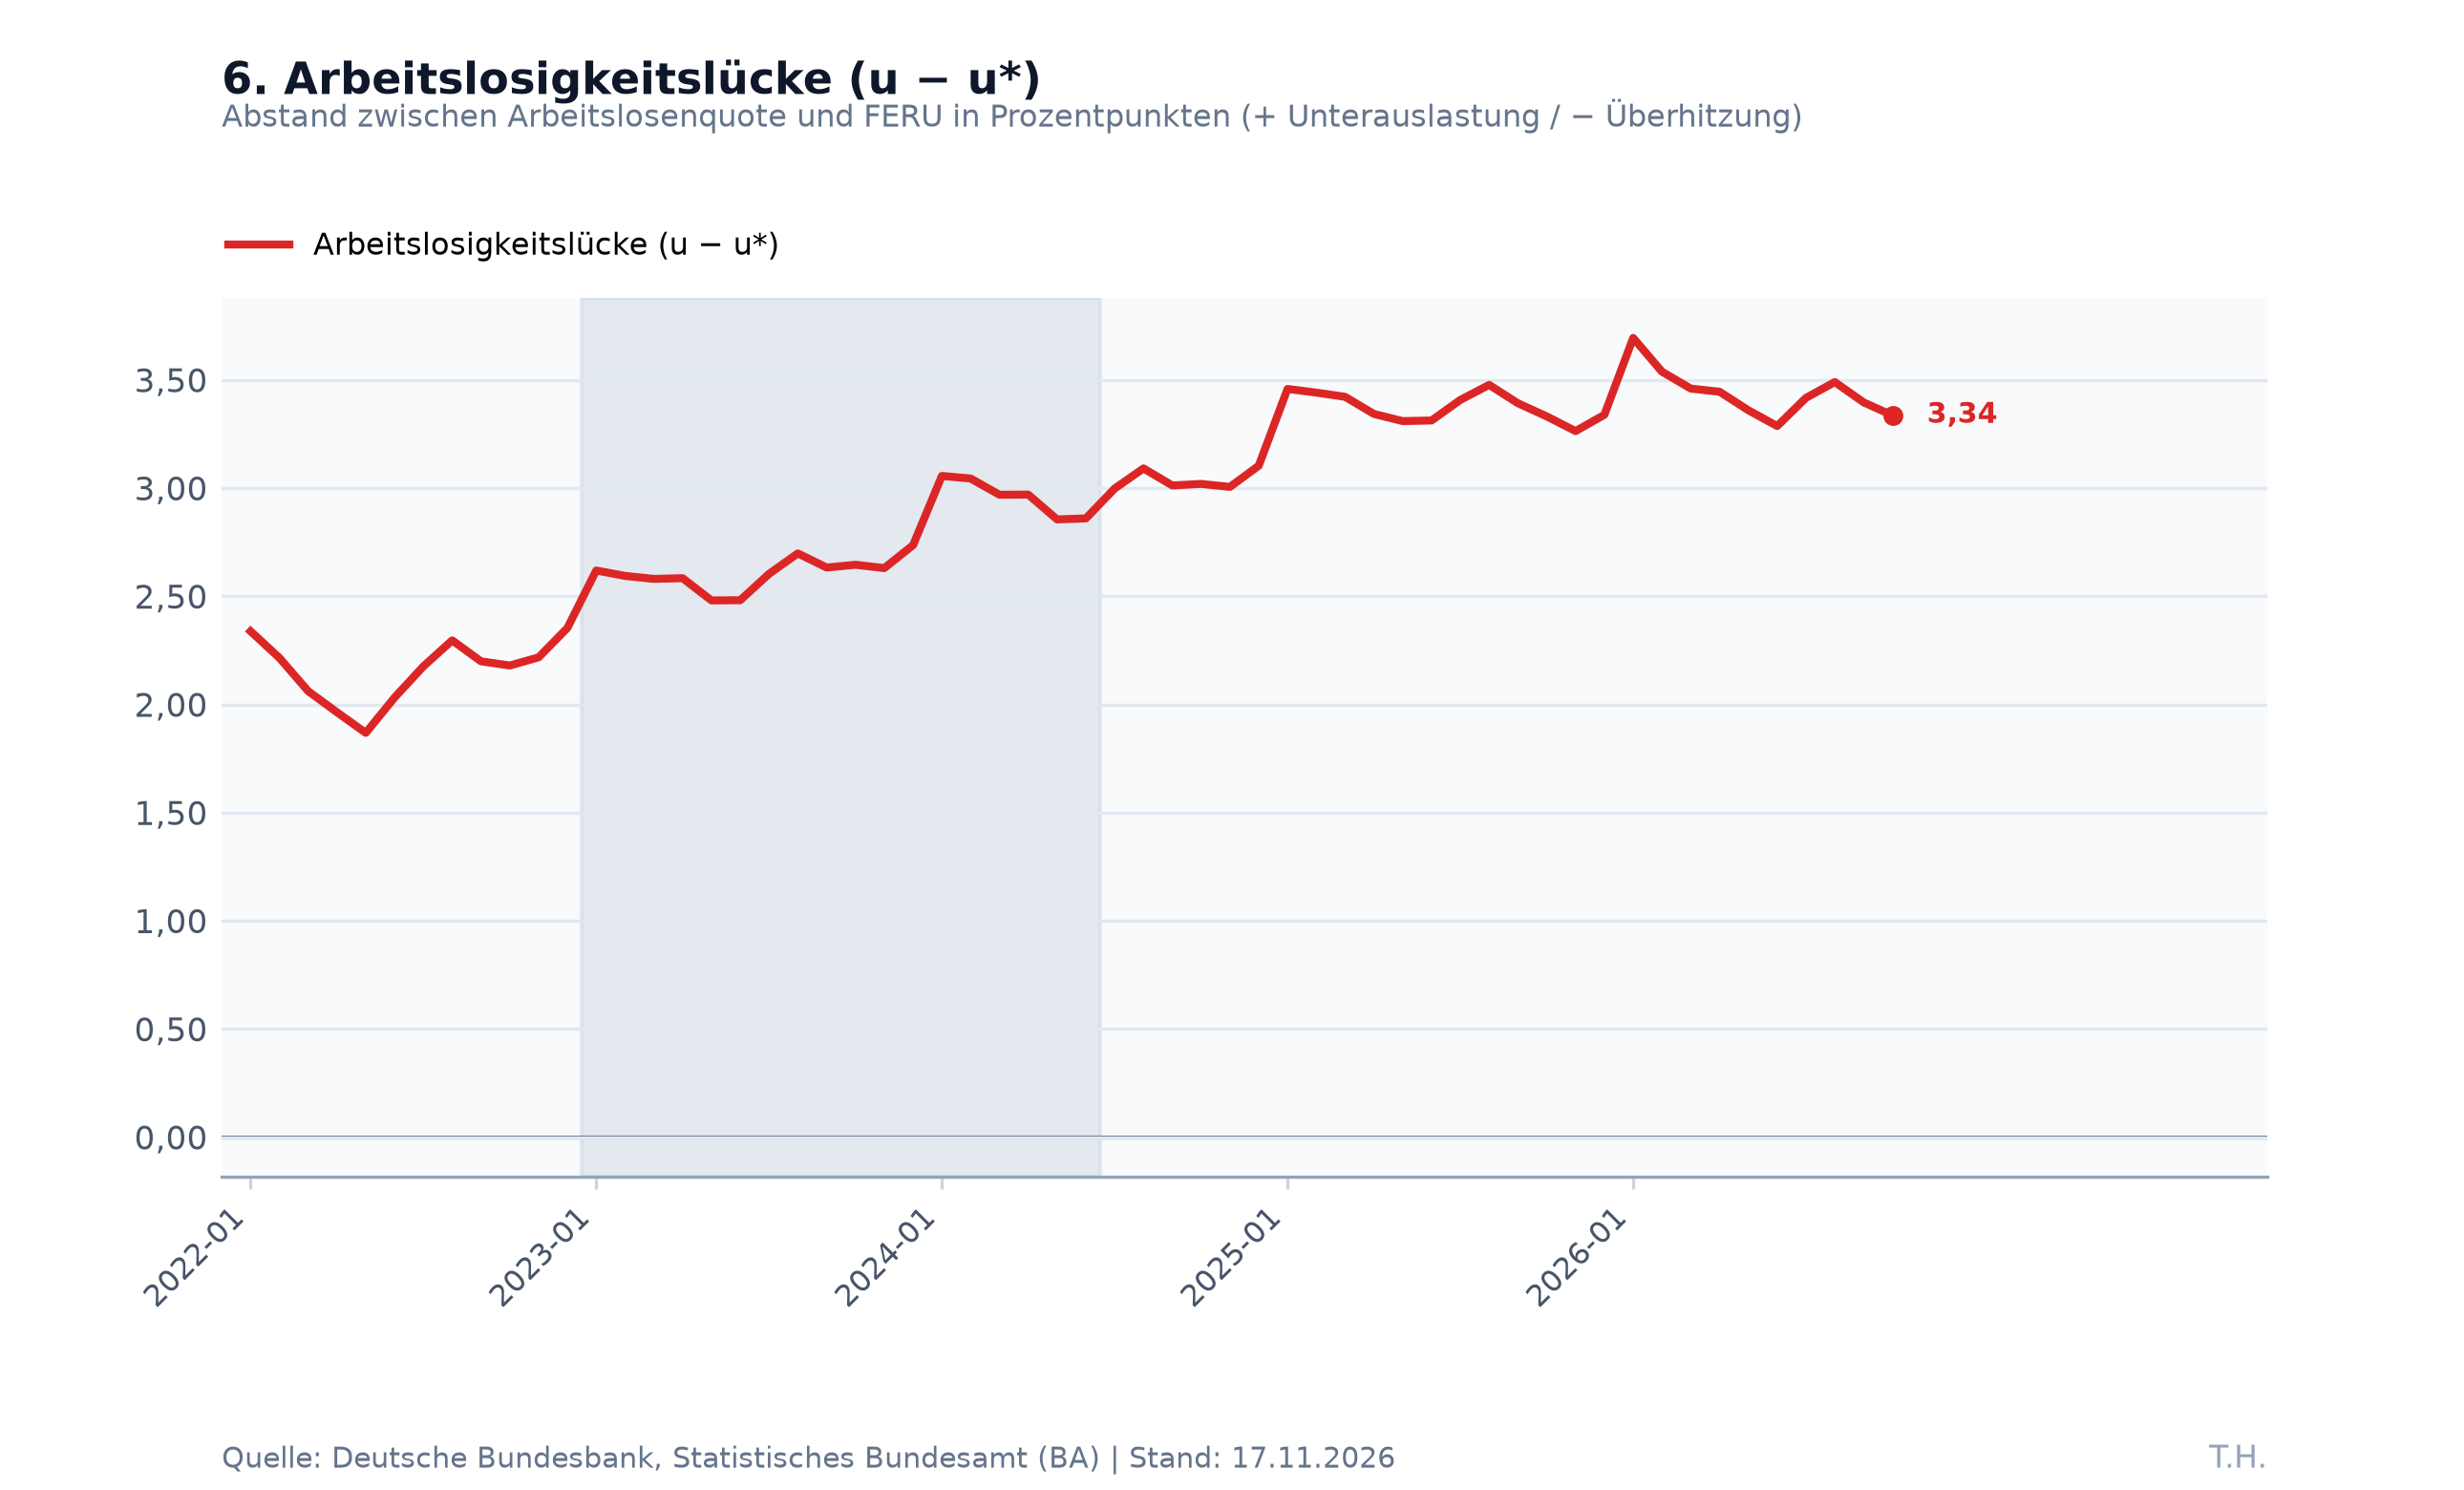 6. Arbeitslosigkeitslücke (u − u*)
Abstand zwischen Arbeitslosenquote und FERU in Prozentpunkten (+ Unterauslastung / − Überhitzung)
Arbeitslosigkeitslücke (u − u*)
3,50
3,00
2,50
2,00
1,50
1,00
0,50
0,00
3,34
2022-01
2023-01
2024-01
2025-01
2026-01
Quelle: Deutsche Bundesbank, Statistisches Bundesamt (BA) | Stand: 17.11.2026
T.H.